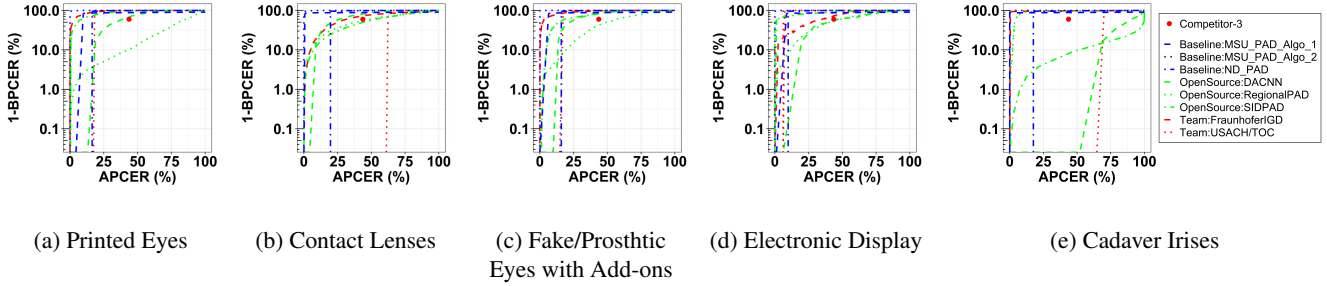 100.0
10.0
1.0
0.1
1-BPCER (%)
0 25 50 75 100
APCER (%)
100.0
10.0
1.0
0.1
1-BPCER (%)
0 25 50 75 100
APCER (%)
100.0
10.0
1.0
0.1
1-BPCER (%)
0 25 50 75 100
APCER (%)
100.0
10.0
1.0
0.1
1-BPCER (%)
0 25 50 75 100
APCER (%)
100.0
10.0
1.0
0.1
1-BPCER (%)
0 25 50 75 100
APCER (%)
Competitor-3
Baseline:MSU_PAD_Algo_1
Baseline:MSU_PAD_Algo_2
Baseline:ND_PAD
OpenSource:DACNN
OpenSource:RegionalPAD
OpenSource:SIDPAD
Team:FraunhoferIGD
Team:USACH/TOC
(a) Printed Eyes
(b) Contact Lenses
(c) Fake/Prosthtic
Eyes with Add-ons
(d) Electronic Display
(e) Cadaver Irises